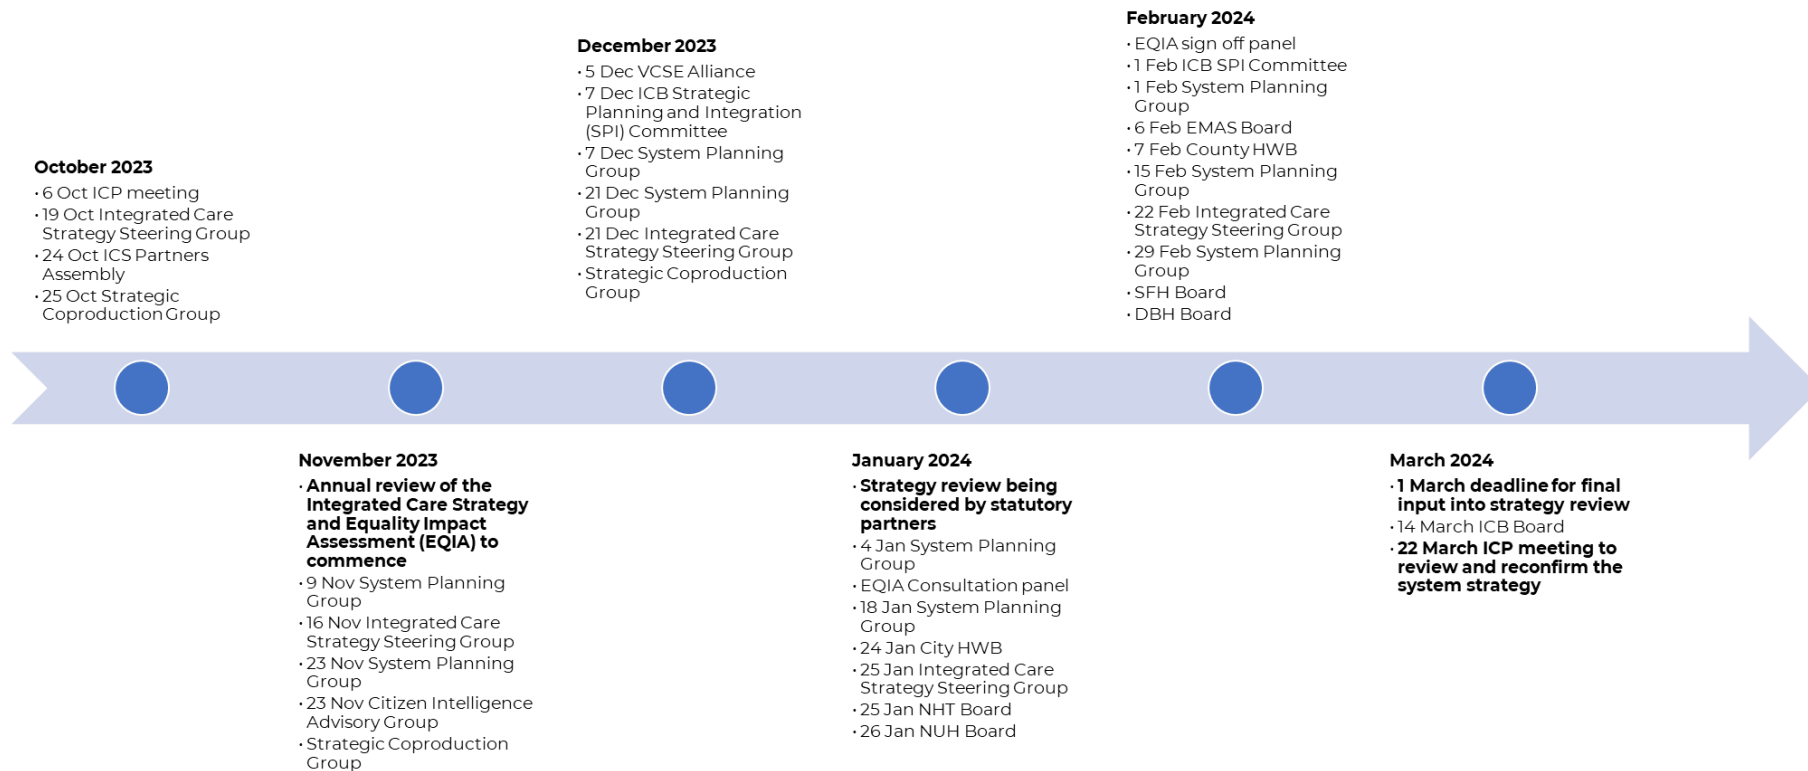 October 2023
· 6 Oct ICP meeting
· 19 Oct Integrated Care
Strategy Steering Group
· 24 Oct ICS Partners
Assembly
· 25 Oct Strategic
Coproduction Group
November 2023
· Annual review of the
Integrated Care Strategy
and Equality Impact
Assessment (EQIA) to
commence
· 9 Nov System Planning
Group
· 16 Nov Integrated Care
Strategy Steering Group
· 23 Nov System Planning
Group
· 23 Nov Citizen Intelligence
Advisory Group
· Strategic Coproduction
Group
December 2023
· 5 Dec VCSE Alliance
· 7 Dec ICB Strategic
Planning and Integration
(SPI) Committee
· 7 Dec System Planning
Group
· 21 Dec System Planning
Group
· 21 Dec Integrated Care
Strategy Steering Group
· Strategic Coproduction
Group
January 2024
· Strategy review being
considered by statutory
partners
· 4 Jan System Planning
Group
· EQIA Consultation panel
· 18 Jan System Planning
Group
· 24 Jan City HWB
· 25 Jan Integrated Care
Strategy Steering Group
· 25 Jan NHT Board
· 26 Jan NUH Board
February 2024
· EQIA sign off panel
· 1 Feb ICB SPI Committee
· 1 Feb System Planning
Group
· 6 Feb EMAS Board
· 7 Feb County HWB
· 15 Feb System Planning
Group
· 22 Feb Integrated Care
Strategy Steering Group
· 29 Feb System Planning
Group
· SFH Board
· DBH Board
March 2024
· 1 March deadline for final
input into strategy review
· 14 March ICB Board
· 22 March ICP meeting to
review and reconfirm the
system strategy